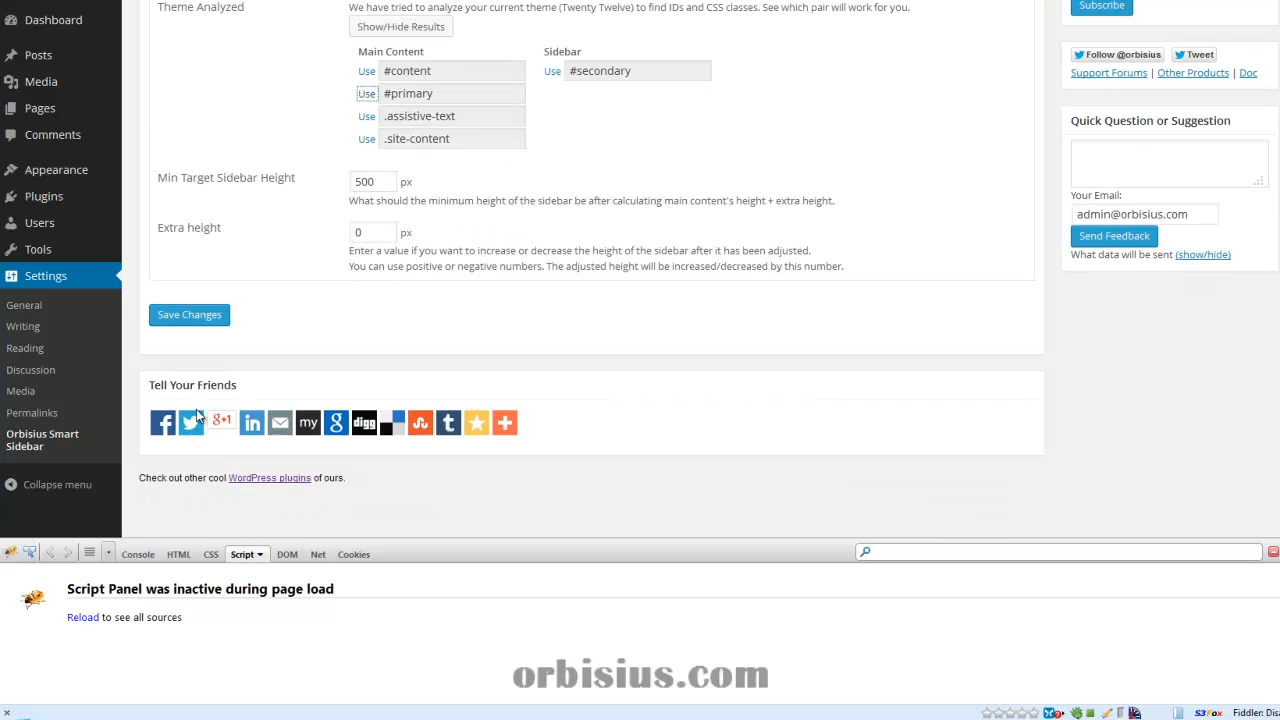 Dashboard
Posts
Media
Pages
Comments
Appearance
Plugins
Users
Tools
Settings
General
Writing
Reading
Discussion
Media
Permalinks
Orbisius Smart
Sidebar
Collapse menu
Theme Analyzed
We have tried to analyze your current theme (Twenty Twelve) to find IDs and CSS classes. See which pair will work for you.
Show/Hide Results
Main Content Sidebar
Use #content Use #secondary
Use #primary
Use .assistive-text
Use .site-content
Min Target Sidebar Height
500 px
What should the minimum height of the sidebar be after calculating main content's height + extra height.
Extra height
0 px
Enter a value if you want to increase or decrease the height of the sidebar after it has been adjusted.
You can use positive or negative numbers. The adjusted height will be increased/decreased by this number.
Save Changes
Tell Your Friends
g+1 in my g digg t
Check out other cool WordPress plugins of ours.
Subscribe
Follow @orbisius Tweet
Support Forums | Other Products | Doc
Quick Question or Suggestion
Your Email:
admin@orbisius.com
Send Feedback
What data will be sent (show/hide)
Console HTML CSS Script DOM Net Cookies
Script Panel was inactive during page load
Reload to see all sources
orbisius.com
S3Fox Fiddler: Dis